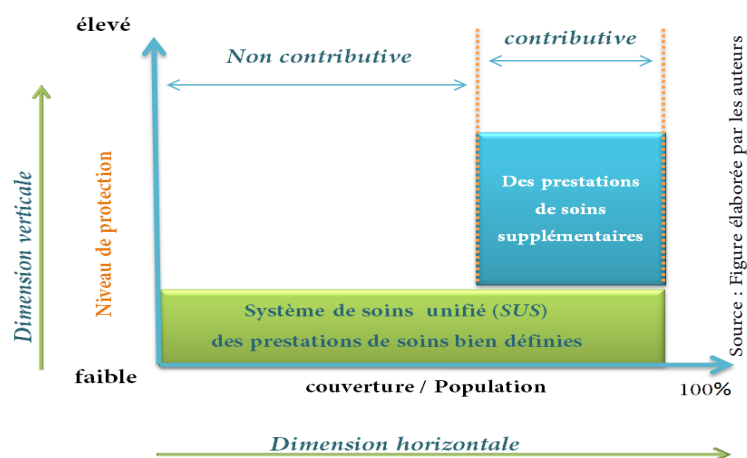 élevé
contributive
Non contributive
Dimension verticale
Niveau de protection
Des prestations
de soins
supplémentaires
Système de soins unifié (SUS)
des prestations de soins bien définies
faible
couverture / Population
100%
Dimension horizontale
Source : Figure élaborée par les auteurs